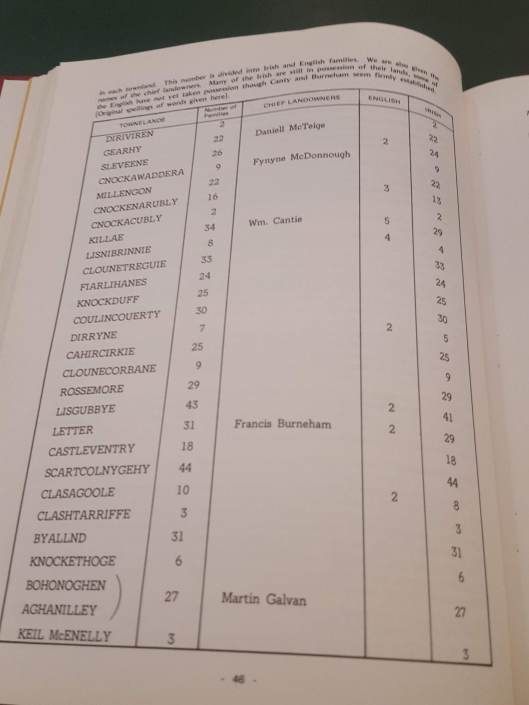 in each townland. This number is divided into Irish and English families. We are also given the
names of the chief landowners. Many of the Irish are still in possession of their lands, some of
the English have not yet taken possession though Canty and Burneham seem firmly established.
(Original spellings of words given here).
TOWNELANDS Number of Families CHIEF LANDOWNERS ENGLISH IRISH
DIRIVIREN 2 Daniell McTeige 2
GEARHY 22 22
SLEVEENE 26 Fynyne McDonnough 2 24
CNOCKAWADDERA 9 9
MILLENGON 22 22
CNOCKENARUBLY 16 3 13
CNOCKACUBLY 2 2
KILLAE 34 Wm. Cantie 5 29
LISNIBRINNIE 8 4 4
CLOUNETREGUIE 33 33
FIARLIHANES 24 24
KNOCKDUFF 25 25
COULINCOUERTY 30 30
DIRRYNE 7 2 5
CAHIRCIRKIE 25 25
CLOUNECORBANE 9 9
ROSSEMORE 29 29
LISGUBBYE 43 2 41
LETTER 31 Francis Burneham 2 29
CASTLEVENTRY 18 18
SCARTCOLNYGEHY 44 44
CLASAGOOLE 10 2 8
CLASHTARRIFFE 3 3
BYALLND 31 31
KNOCKETHOGE 6 6
BOHONOGHEN
AGHANILLEY 27 Martin Galvan 27
KEIL McENELLY 3 3
- 46 -